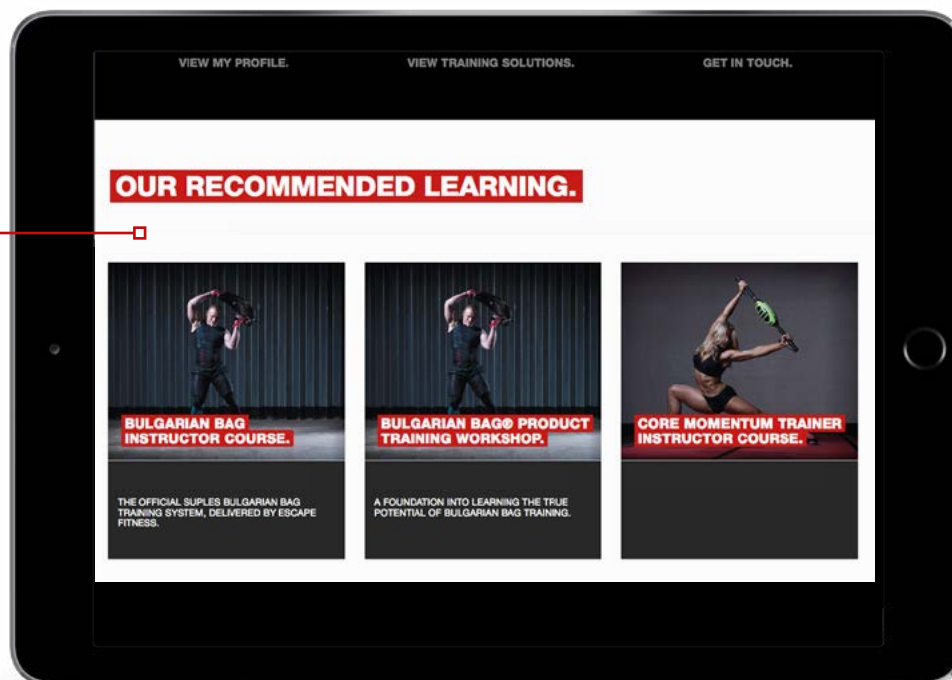 VIEW MY PROFILE.
VIEW TRAINING SOLUTIONS.
GET IN TOUCH.
OUR RECOMMENDED LEARNING.
BULGARIAN BAG
INSTRUCTOR COURSE.
THE OFFICIAL SUPLES BULGARIAN BAG
TRAINING SYSTEM, DELIVERED BY ESCAPE
FITNESS.
BULGARIAN BAG® PRODUCT
TRAINING WORKSHOP.
A FOUNDATION INTO LEARNING THE TRUE
POTENTIAL OF BULGARIAN BAG TRAINING.
CORE MOMENTUM TRAINER
INSTRUCTOR COURSE.